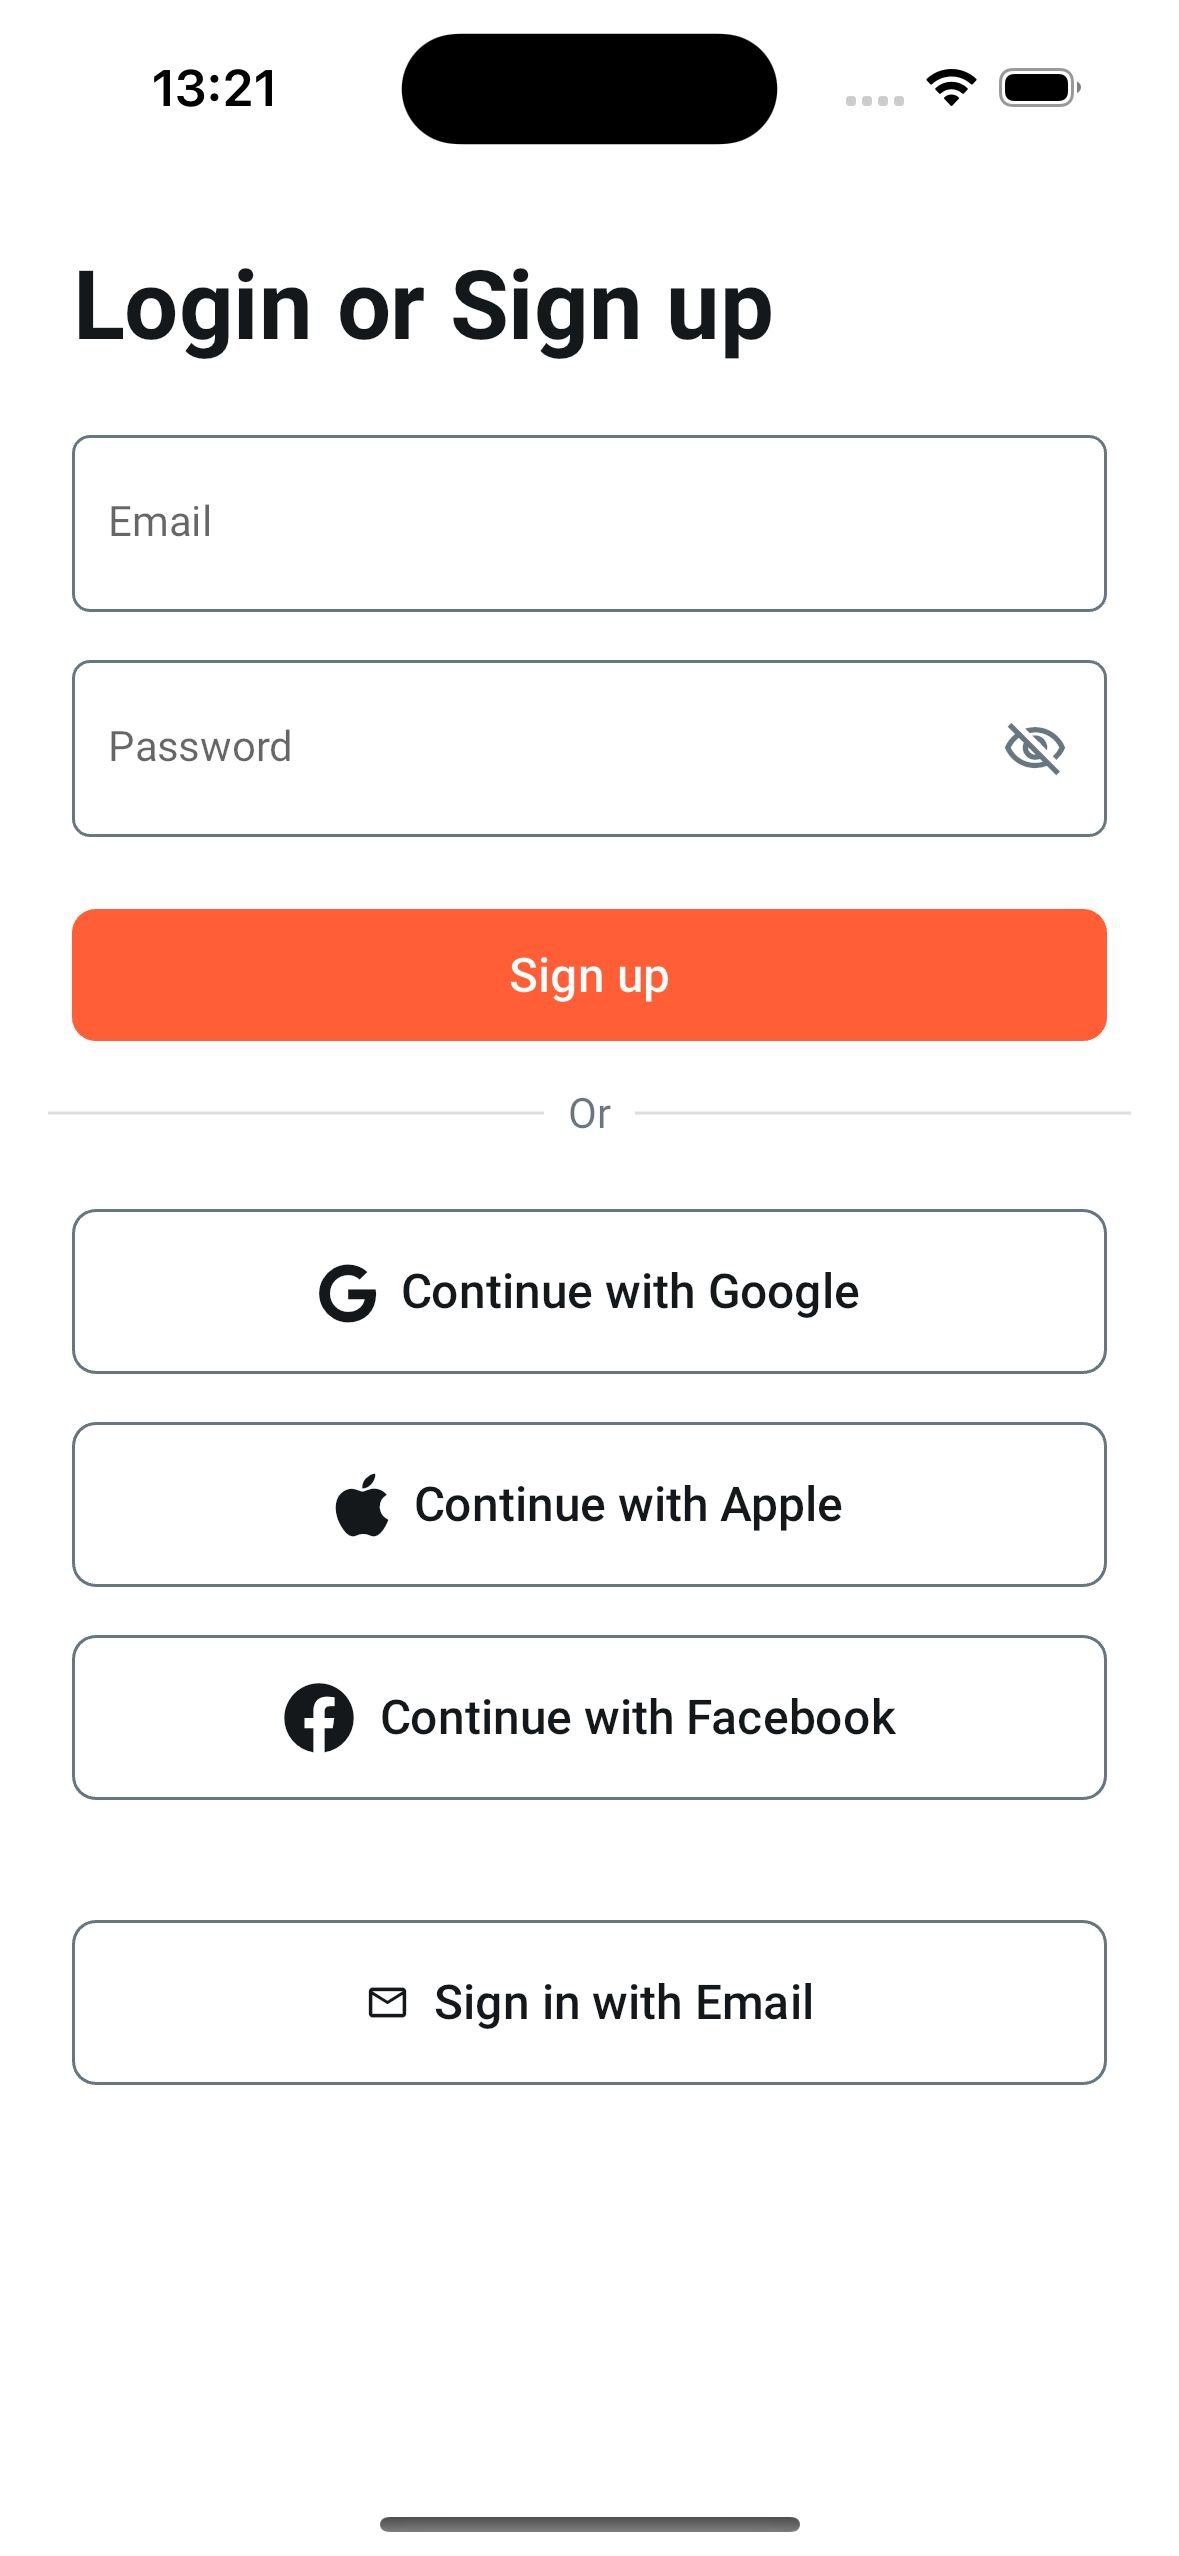 13:21
Login or Sign up
Email
Password
Sign up
Or
Continue with Google
Continue with Apple
Continue with Facebook
Sign in with Email